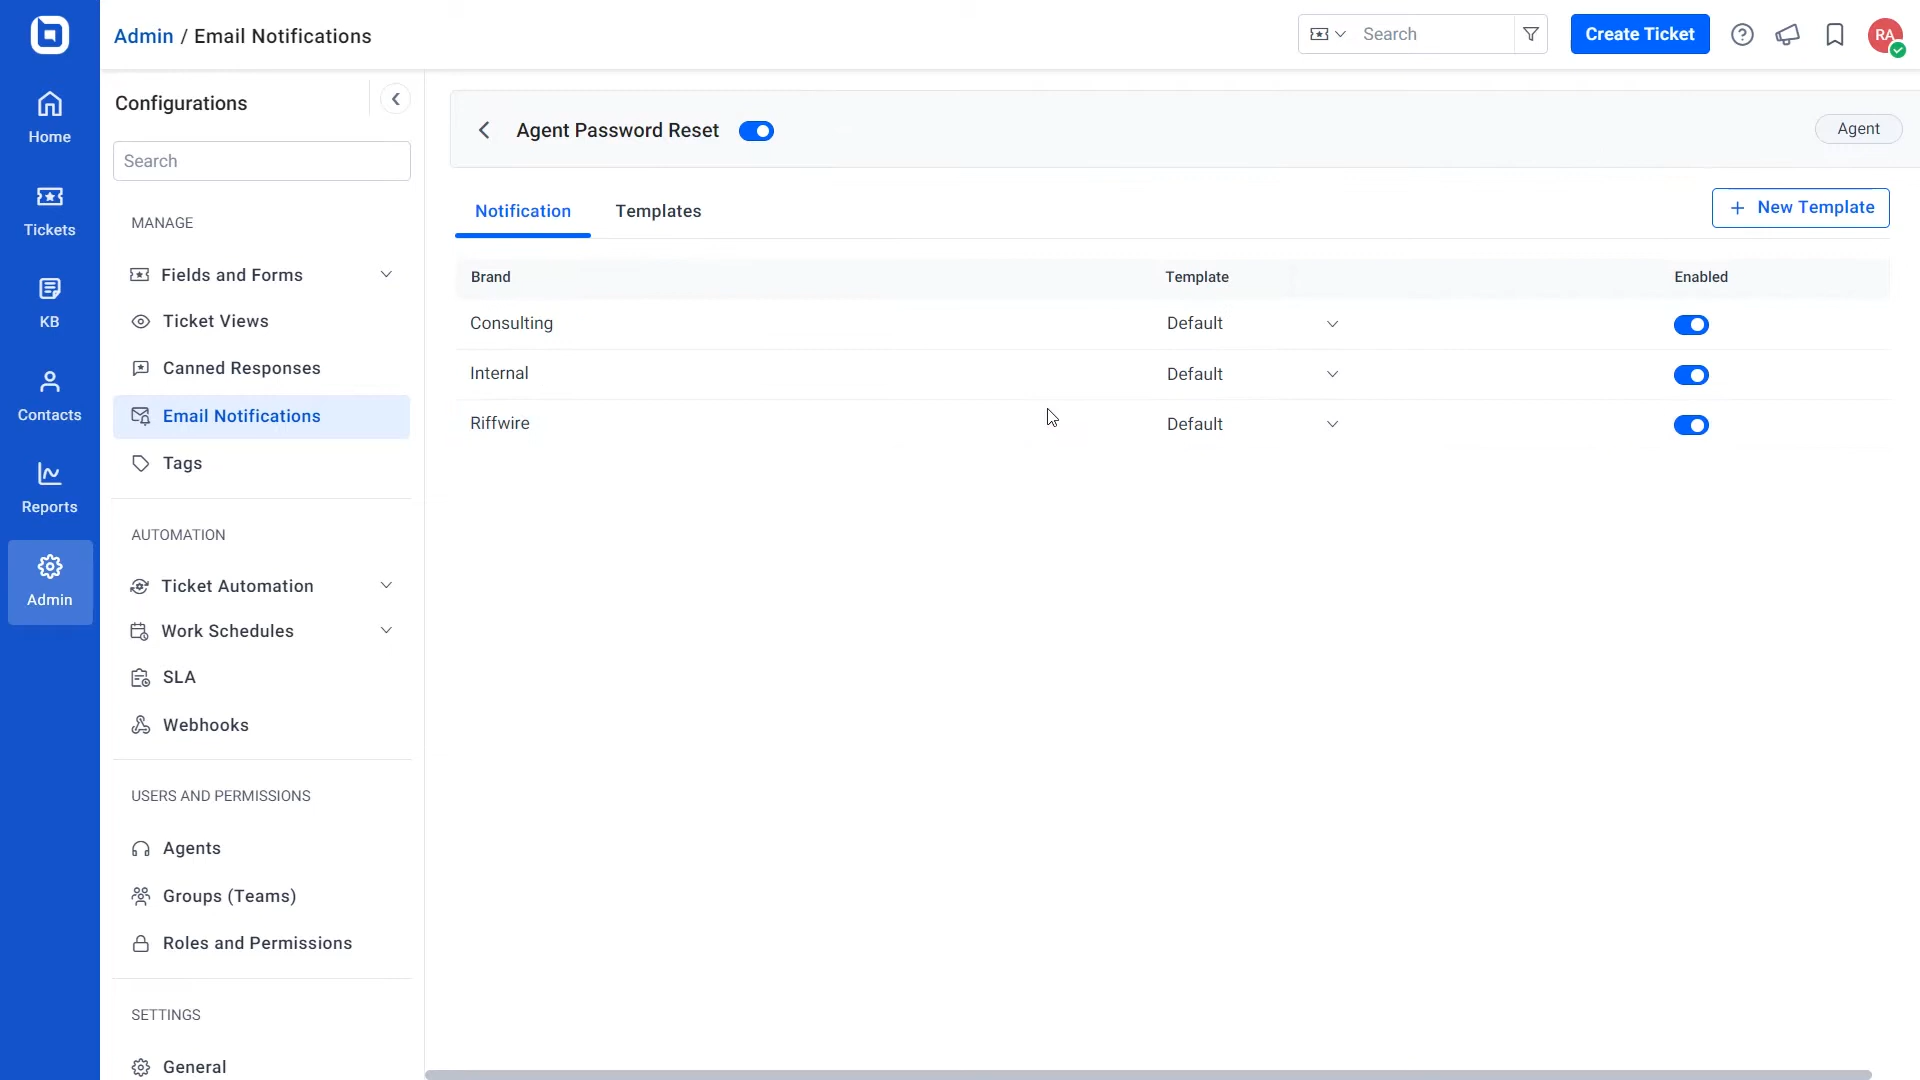 Admin / Email Notifications
Search
Create Ticket
RA
Home
Tickets
KB
Contacts
Reports
Admin
Configurations
Search
MANAGE
Fields and Forms
Ticket Views
Canned Responses
Email Notifications
Tags
AUTOMATION
Ticket Automation
Work Schedules
SLA
Webhooks
USERS AND PERMISSIONS
Agents
Groups (Teams)
Roles and Permissions
SETTINGS
General
Agent Password Reset
Agent
Notification Templates
+ New Template
Brand Template Enabled
Consulting Default
Internal Default
Riffwire Default